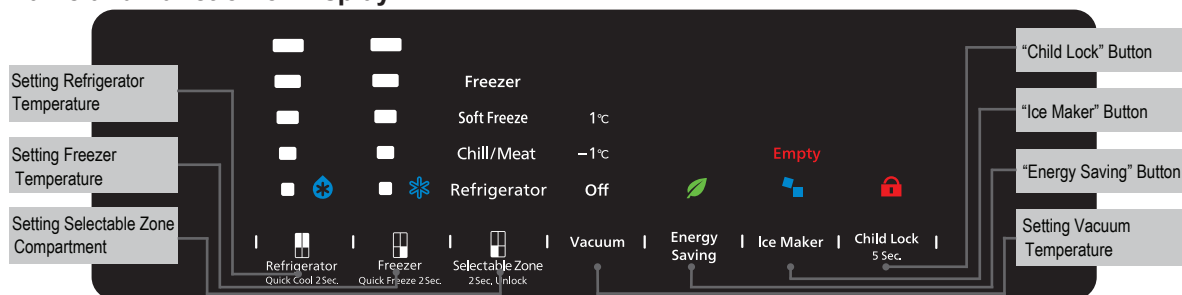 Setting Refrigerator
Temperature
Setting Freezer
Temperature
Setting Selectable Zone
Compartment
Freezer
Soft Freeze 1℃
Chill/Meat −1℃ Empty
Refrigerator Off
Refrigerator
Quick Cool 2Sec.
Freezer
Quick Freeze 2Sec.
Selectable Zone
2Sec, Unlock
Vacuum
Energy
Saving
Ice Maker
Child Lock
5 Sec.
“Child Lock” Button
“Ice Maker” Button
“Energy Saving” Button
Setting Vacuum
Temperature